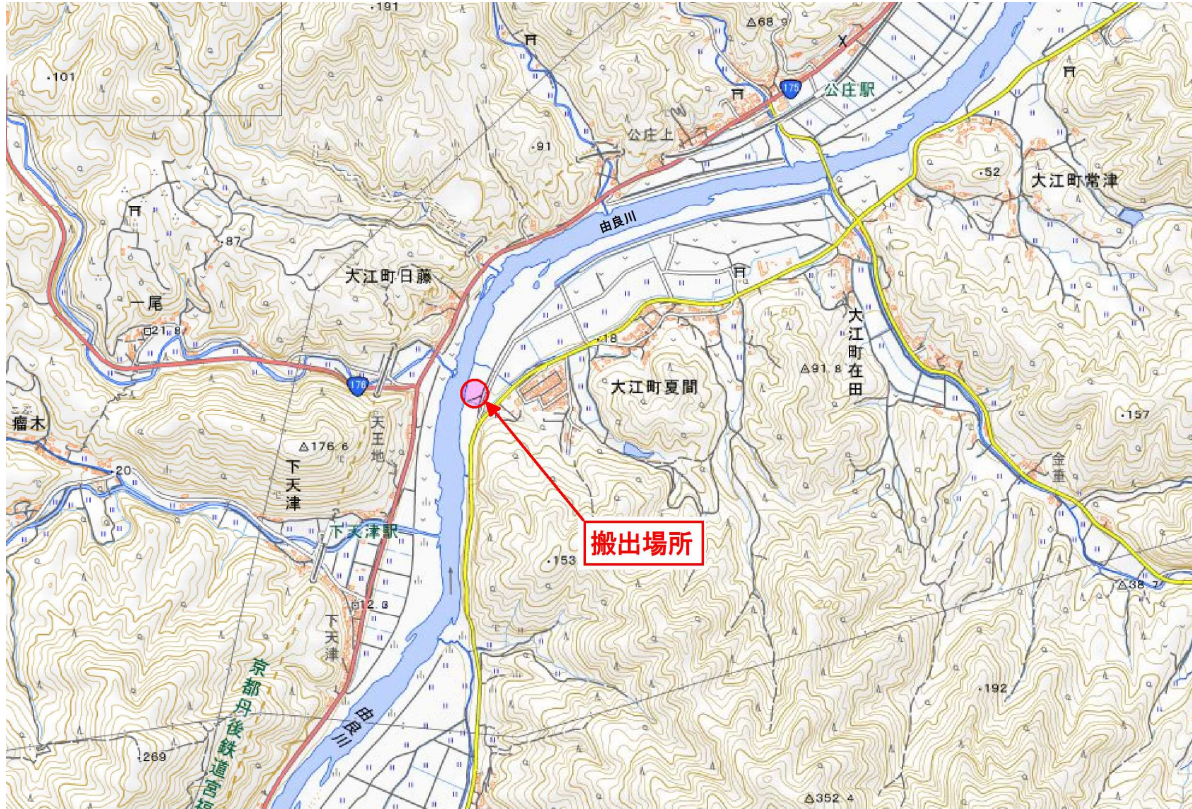 ・191
△68.9
・101
175
公庄駅
公庄上
・91
・52
大江町常津
由良川
・87
大江町日藤
一尾
21.8
・18
176
大江町夏間
大江町在田
△91.8
・157
瘤木
天王地
△176.6
下天津
金重
・20
下天津駅
搬出場所
・153
△38.7
12.3
下天津
京都丹後鉄道宮福
由良川
・192
・269
△352.4